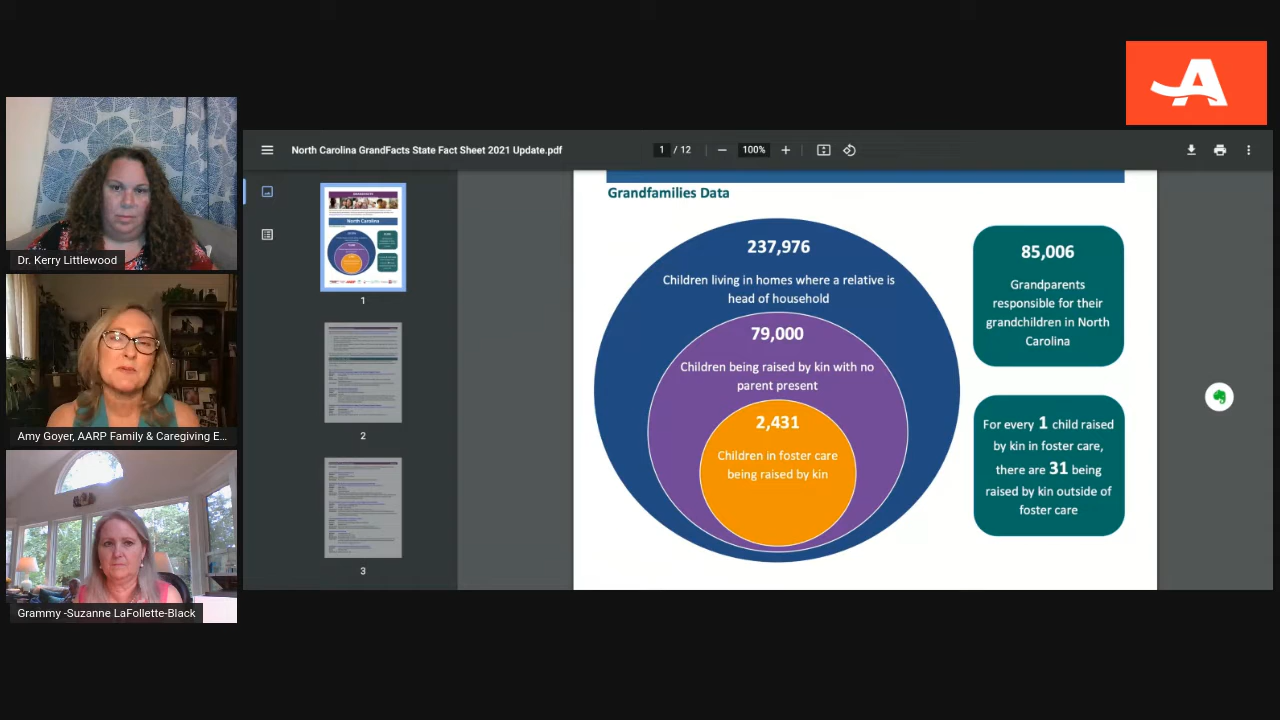 Dr. Kerry Littlewood
Amy Goyer, AARP Family & Caregiving E...
Grammy -Suzanne LaFollette-Black
North Carolina GrandFacts State Fact Sheet 2021 Update.pdf
1 / 12
100%
North Carolina
1
2
3
Grandfamilies Data
237,976
Children living in homes where a relative is
head of household
79,000
Children being raised by kin with no
parent present
2,431
Children in foster care
being raised by kin
85,006
Grandparents
responsible for their
grandchildren in North
Carolina
For every 1 child raised
by kin in foster care,
there are 31 being
raised by kin outside of
foster care